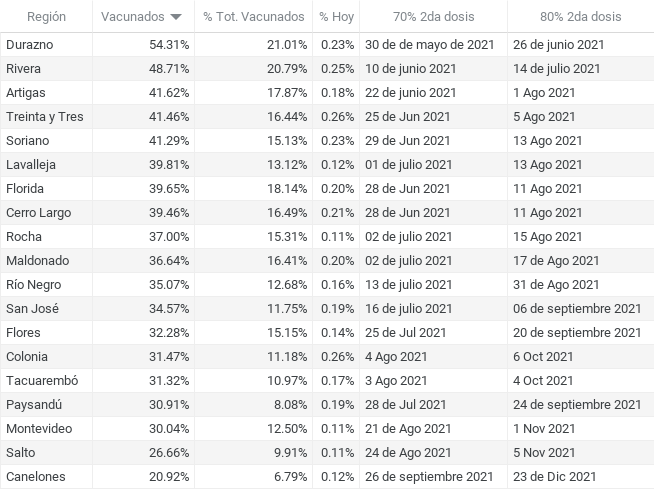 Región Vacunados % Tot. Vacunados % Hoy 70% 2da dosis 80% 2da dosis
Durazno 54.31% 21.01% 0.23% 30 de de mayo de 2021 26 de junio 2021
Rivera 48.71% 20.79% 0.25% 10 de junio 2021 14 de julio 2021
Artigas 41.62% 17.87% 0.18% 22 de junio 2021 1 Ago 2021
Treinta y Tres 41.46% 16.44% 0.26% 25 de Jun 2021 5 Ago 2021
Soriano 41.29% 15.13% 0.23% 29 de Jun 2021 13 Ago 2021
Lavalleja 39.81% 13.12% 0.12% 01 de julio 2021 13 Ago 2021
Florida 39.65% 18.14% 0.20% 28 de Jun 2021 11 Ago 2021
Cerro Largo 39.46% 16.49% 0.21% 28 de Jun 2021 11 Ago 2021
Rocha 37.00% 15.31% 0.11% 02 de julio 2021 15 Ago 2021
Maldonado 36.64% 16.41% 0.20% 02 de julio 2021 17 de Ago 2021
Río Negro 35.07% 12.68% 0.16% 13 de julio 2021 31 de Ago 2021
San José 34.57% 11.75% 0.19% 16 de julio 2021 06 de septiembre 2021
Flores 32.28% 15.15% 0.14% 25 de Jul 2021 20 de septiembre 2021
Colonia 31.47% 11.18% 0.26% 4 Ago 2021 6 Oct 2021
Tacuarembó 31.32% 10.97% 0.17% 3 Ago 2021 4 Oct 2021
Paysandú 30.91% 8.08% 0.19% 28 de Jul 2021 24 de septiembre 2021
Montevideo 30.04% 12.50% 0.11% 21 de Ago 2021 1 Nov 2021
Salto 26.66% 9.91% 0.11% 24 de Ago 2021 5 Nov 2021
Canelones 20.92% 6.79% 0.12% 26 de septiembre 2021 23 de Dic 2021